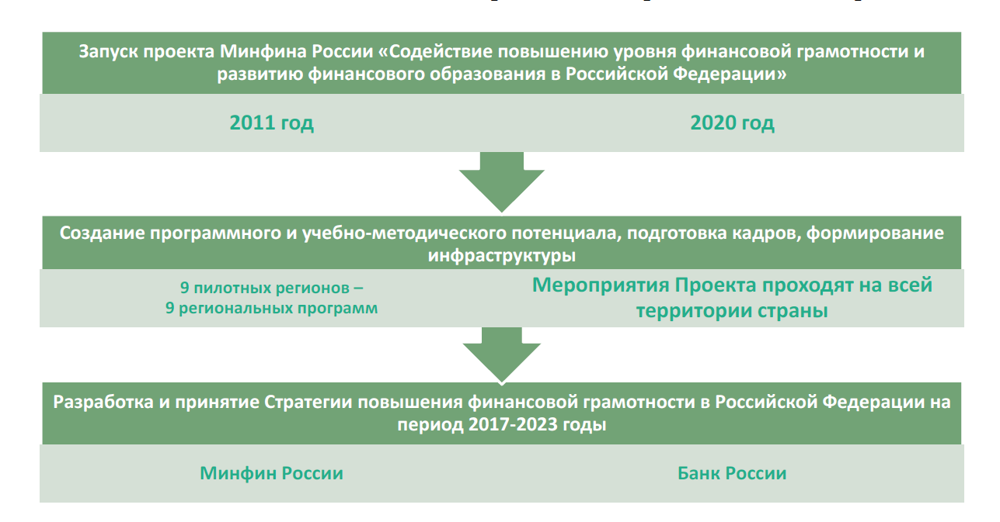 Запуск проекта Минфина России «Содействие повышению уровня финансовой грамотности и
развитию финансового образования в Российской Федерации»
2011 год
2020 год
Создание программного и учебно-методического потенциала, подготовка кадров, формирование
инфраструктуры
9 пилотных регионов –
9 региональных программ
Мероприятия Проекта проходят на всей
территории страны
Разработка и принятие Стратегии повышения финансовой грамотности в Российской Федерации на
период 2017-2023 годы
Минфин России
Банк России